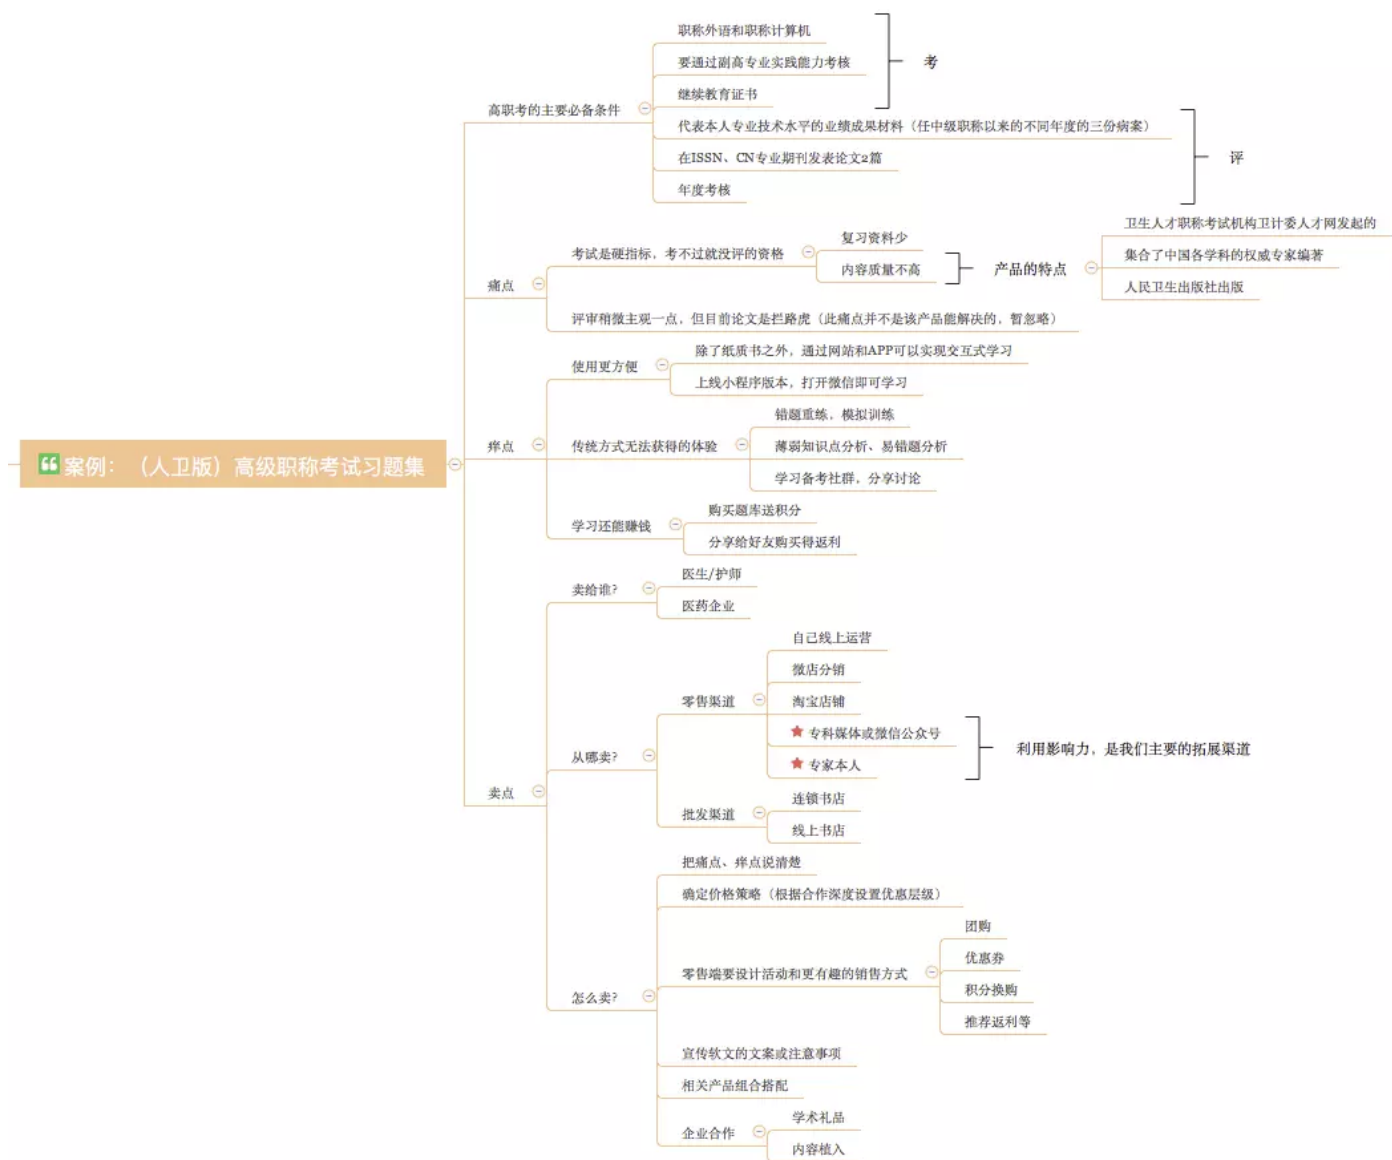 案例：（人卫版）高级职称考试习题集
高职考的主要必备条件
职称外语和职称计算机
要通过副高专业实践能力考核
继续教育证书
考
代表本人专业技术水平的业绩成果材料（任中级职称以来的不同年度的三份病案）
在ISSN、CN专业期刊发表论文2篇
年度考核
评
痛点
考试是硬指标，考不过就没评的资格
复习资料少
内容质量不高
产品的特点
卫生人才职称考试机构卫计委人才网发起的
集合了中国各学科的权威专家编著
人民卫生出版社出版
评审稍微主观一点，但目前论文是拦路虎（此痛点并不是该产品能解决的，暂忽略）
痒点
使用更方便
除了纸质书之外，通过网站和APP可以实现交互式学习
上线小程序版本，打开微信即可学习
传统方式无法获得的体验
错题重练，模拟训练
薄弱知识点分析、易错题分析
学习备考社群，分享讨论
学习还能赚钱
购买题库送积分
分享给好友购买得返利
卖点
卖给谁？
医生/护师
医药企业
从哪卖？
零售渠道
自己线上运营
微店分销
淘宝店铺
专科媒体或微信公众号
专家本人
利用影响力，是我们主要的拓展渠道
批发渠道
连锁书店
线上书店
怎么卖？
把痛点、痒点说清楚
确定价格策略（根据合作深度设置优惠层级）
零售端要设计活动和更有趣的销售方式
团购
优惠券
积分换购
推荐返利等
宣传软文的文案或注意事项
相关产品组合搭配
企业合作
学术礼品
内容植入